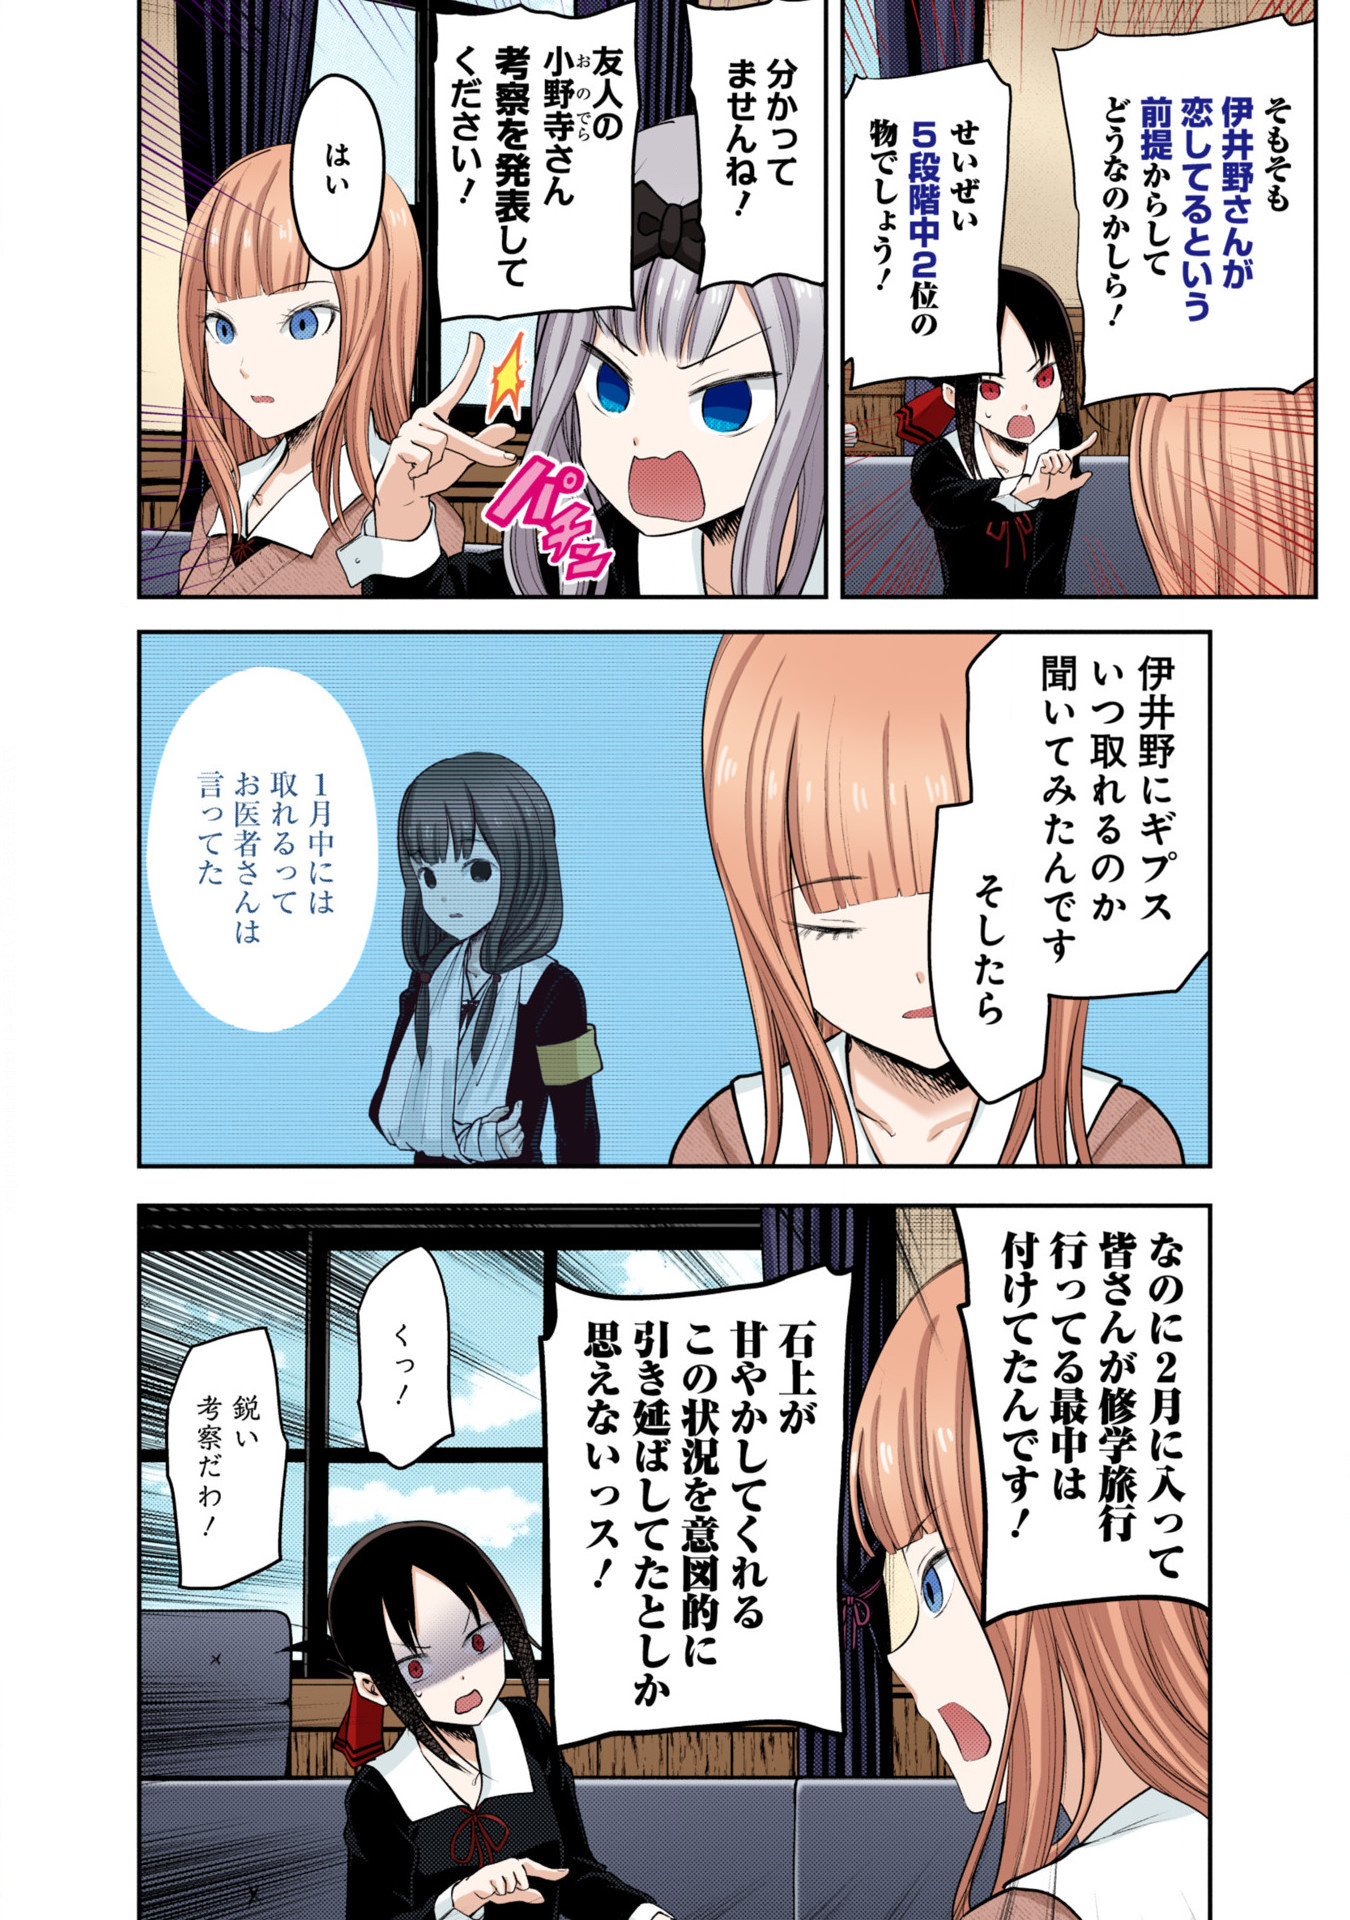 そもそも
伊井野さんが
恋してるという
前提からして
どうなのかしら！
せいぜい
５段階中２位の
物でしょう！
分かって
ませんね！
友人の
小野寺さん
おのでら
考察を発表して
ください！
パチン
はい
伊井野にギプス
いつ取れるのか
聞いてみたんです
そしたら
１月中には
取れるって
お医者さんは
言ってた
なのに２月に入って
皆さんが修学旅行
行ってる最中は
付けてたんです！
石上が
甘やかしてくれる
この状況を意図的に
引き延ばしてたとしか
思えないっス！
くっ！
鋭い
考察だわ！